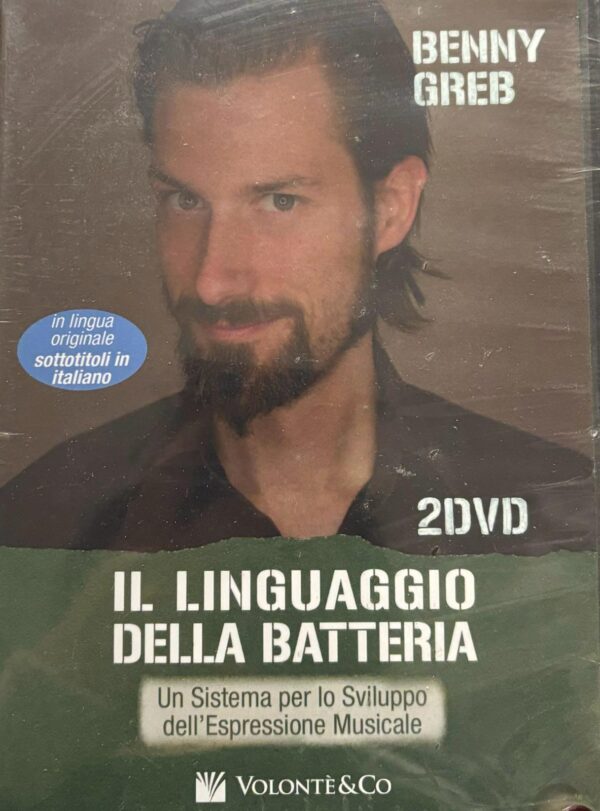 BENNY
GREB
in lingua
originale
sottotitoli in
italiano
2DVD
IL LINGUAGGIO
DELLA BATTERIA
Un Sistema per lo Sviluppo
dell'Espressione Musicale
VOLONTÈ&CO